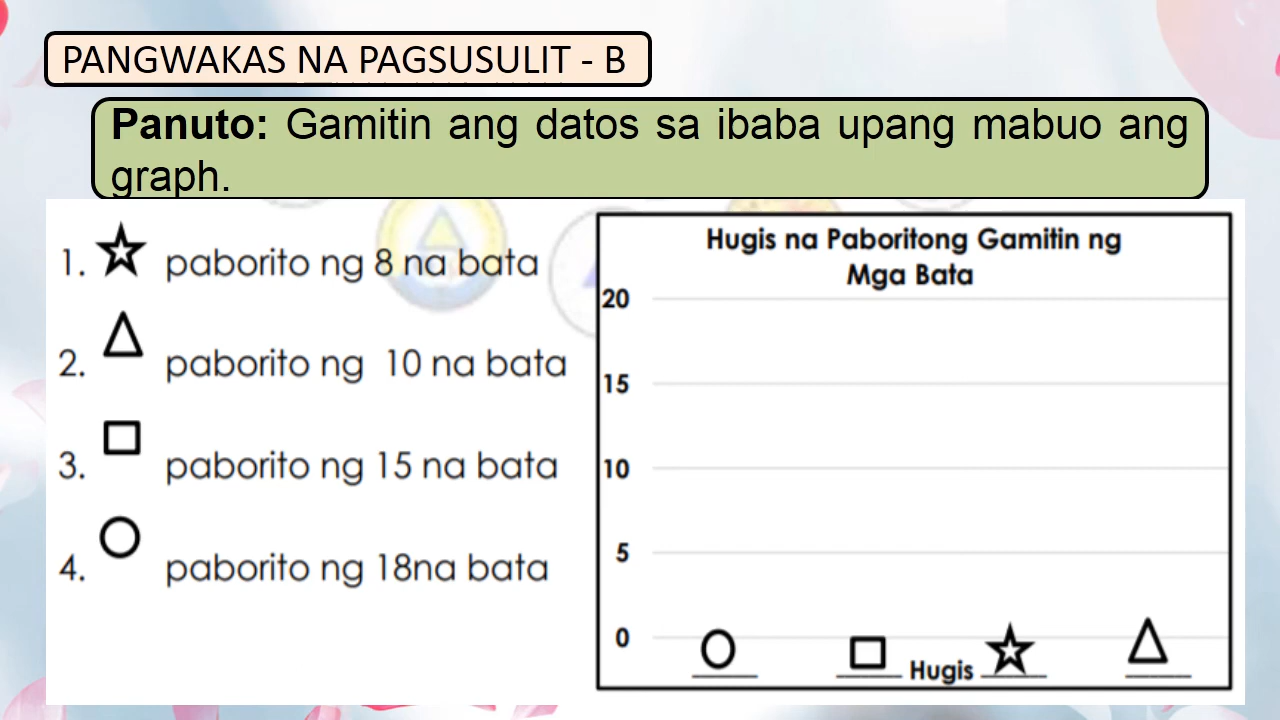 PANGWAKAS NA PAGSUSULIT - B
Panuto: Gamitin ang datos sa ibaba upang mabuo ang
graph.
1. paborito ng 8 na bata
2. paborito ng 10 na bata
3. paborito ng 15 na bata
4. paborito ng 18na bata
Hugis na Paboritong Gamitin ng
Mga Bata
20
15
10
5
0
Hugis